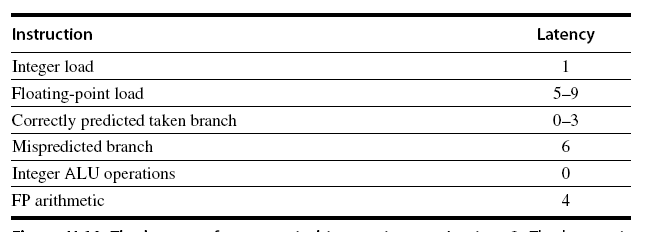 Instruction Latency
Integer load 1
Floating-point load 5–9
Correctly predicted taken branch 0–3
Mispredicted branch 6
Integer ALU operations 0
FP arithmetic 4